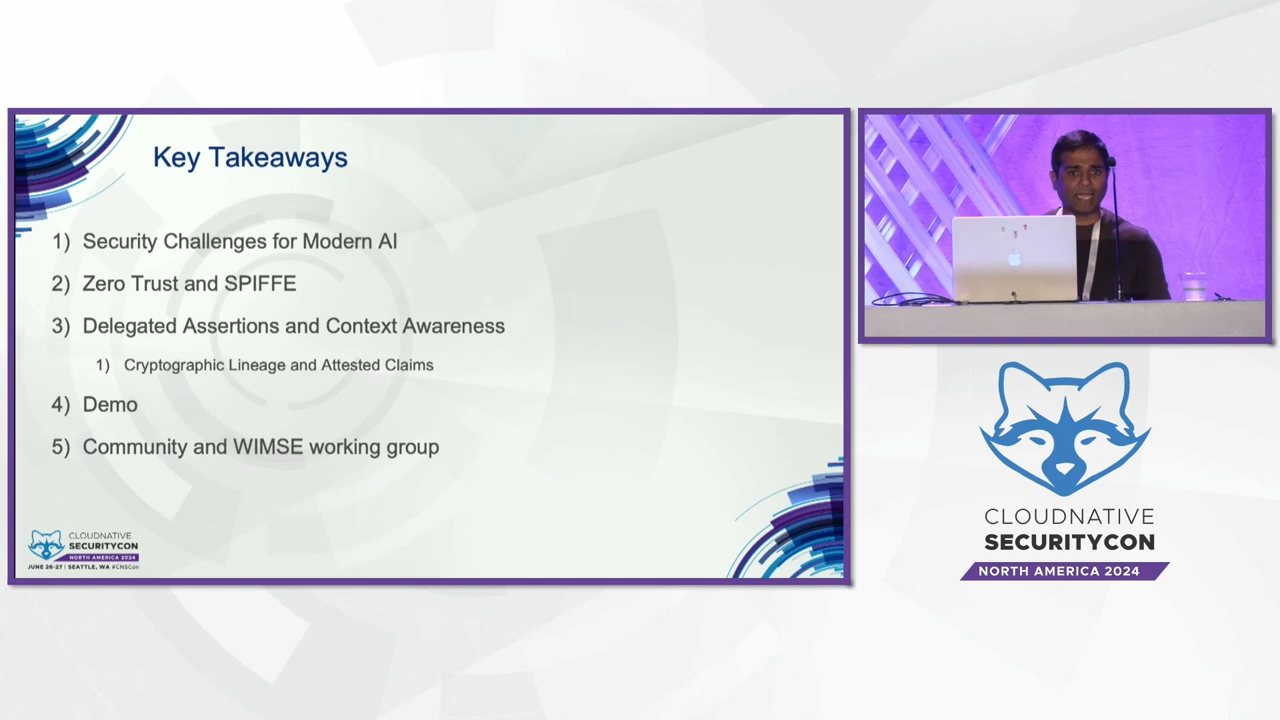 Key Takeaways
1) Security Challenges for Modern AI
2) Zero Trust and SPIFFE
3) Delegated Assertions and Context Awareness
1) Cryptographic Lineage and Attested Claims
4) Demo
5) Community and WIMSE working group
CLOUDNATIVE
SECURITYCON
NORTH AMERICA 2024
JUNE 26-27 | SEATTLE, WA #CNSCon
CLOUDNATIVE
SECURITYCON
NORTH AMERICA 2024